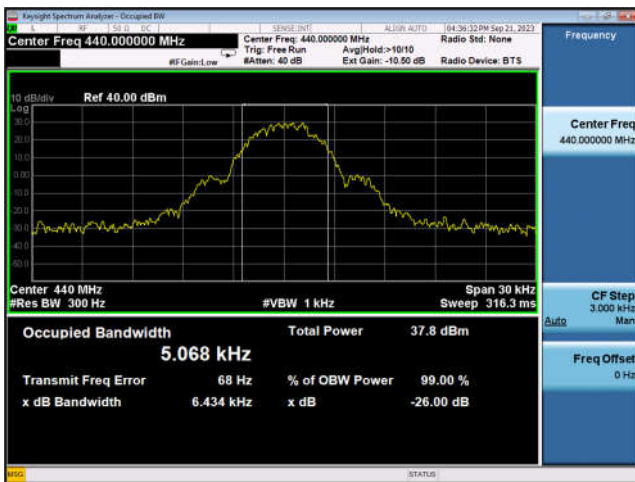 Keysight Spectrum Analyzer - Occupied BW
L RF 50 Ω DC SENSE:INT ALIGN AUTO 04:36:32 PM Sep 21, 2023
Center Freq 440.000000 MHz
Center Freq: 440.000000 MHz
Radio Std: None
Trig: Free Run Avg|Hold:>10/10
#IFGain:Low #Atten: 40 dB Ext Gain: -10.50 dB Radio Device: BTS
10 dB/div Ref 40.00 dBm
Log
30.0
20.0
10.0
0.00
-10.0
-20.0
-30.0
-40.0
-50.0
Center 440 MHz Span 30 kHz
#Res BW 300 Hz #VBW 1 kHz Sweep 316.3 ms
Occupied Bandwidth Total Power 37.8 dBm
5.068 kHz
Transmit Freq Error 68 Hz % of OBW Power 99.00 %
x dB Bandwidth 6.434 kHz x dB -26.00 dB
Frequency
Center Freq
440.000000 MHz
CF Step
3.000 kHz
Auto Man
Freq Offset
0 Hz
MSG STATUS